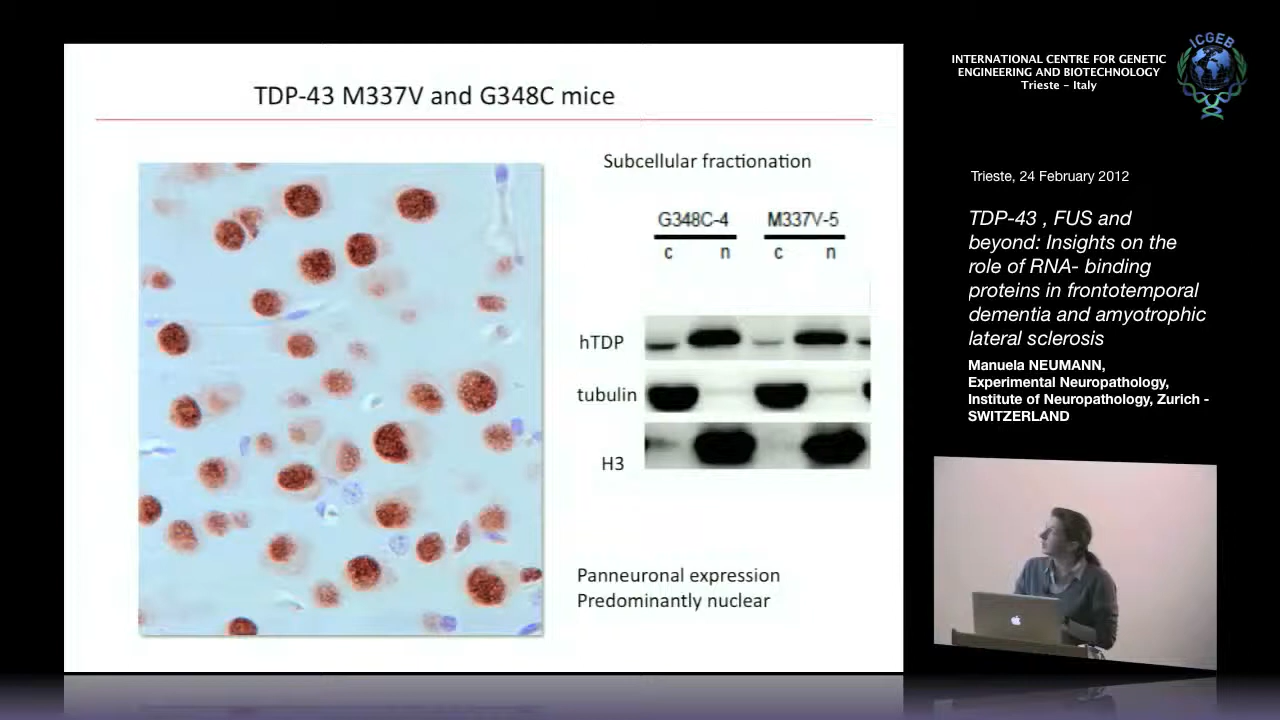 TDP-43 M337V and G348C mice
Subcellular fractionation
G348C-4 M337V-5
c n c n
hTDP
tubulin
H3
Panneuronal expression
Predominantly nuclear
INTERNATIONAL CENTRE FOR GENETIC
ENGINEERING AND BIOTECHNOLOGY
Trieste - Italy
ICGEB
Trieste, 24 February 2012
TDP-43 , FUS and
beyond: Insights on the
role of RNA- binding
proteins in frontotemporal
dementia and amyotrophic
lateral sclerosis
Manuela NEUMANN,
Experimental Neuropathology,
Institute of Neuropathology, Zurich -
SWITZERLAND